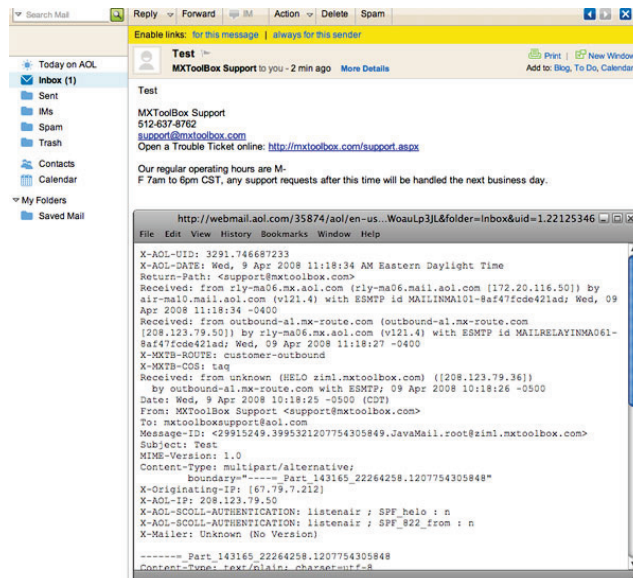 Search Mail
Reply Forward IM Action Delete Spam
Enable links: for this message | always for this sender
Today on AOL
Inbox (1)
Sent
IMs
Spam
Trash
Contacts
Calendar
My Folders
Saved Mail
Test
Print | New Window
MXToolBox Support to you - 2 min ago More Details
Add to: Blog, To Do, Calendar
Test
MXToolBox Support
512-637-8762
support@mxtoolbox.com
Open a Trouble Ticket online: http://mxtoolbox.com/support.aspx
Our regular operating hours are M-
F 7am to 6pm CST, any support requests after this time will be handled the next business day.
http://webmail.aol.com/35874/aol/en-us...WoauLp3JL&folder=Inbox&uid=1.22125346
File Edit View History Bookmarks Window Help
X-AOL-UID: 3291.746687233
X-AOL-DATE: Wed, 9 Apr 2008 11:18:34 AM Eastern Daylight Time
Return-Path: <support@mxtoolbox.com>
Received: from rly-ma06.mx.aol.com (rly-ma06.mail.aol.com [172.20.116.50]) by
air-ma10.mail.aol.com (v121.4) with ESMTP id MAILINMA101-8af47fcde421ad; Wed, 09
Apr 2008 11:18:34 -0400
Received: from outbound-a1.mx-route.com (outbound-a1.mx-route.com
[208.123.79.50]) by rly-ma06.mx.aol.com (v121.4) with ESMTP id MAILRELAYINMA061-
8af47fcde421ad; Wed, 09 Apr 2008 11:18:27 -0400
X-MXTB-ROUTE: customer-outbound
X-MXTB-COS: taq
Received: from unknown (HELO zim1.mxtoolbox.com) ([208.123.79.36])
by outbound-a1.mx-route.com with ESMTP; 09 Apr 2008 10:18:26 -0500
Date: Wed, 9 Apr 2008 10:18:25 -0500 (CDT)
From: MXToolBox Support <support@mxtoolbox.com>
To: mxtoolboxsupport@aol.com
Message-ID: <29915249.3995321207754305849.JavaMail.root@zim1.mxtoolbox.com>
Subject: Test
MIME-Version: 1.0
Content-Type: multipart/alternative;
boundary="----=_Part_143165_22264258.1207754305848"
X-Originating-IP: [67.79.7.212]
X-AOL-IP: 208.123.79.50
X-AOL-SCOLL-AUTHENTICATION: listenair ; SPF_helo : n
X-AOL-SCOLL-AUTHENTICATION: listenair ; SPF_822_from : n
X-Mailer: Unknown (No Version)
------=_Part_143165_22264258.1207754305848
Content-Type: text/plain; charset=utf-8